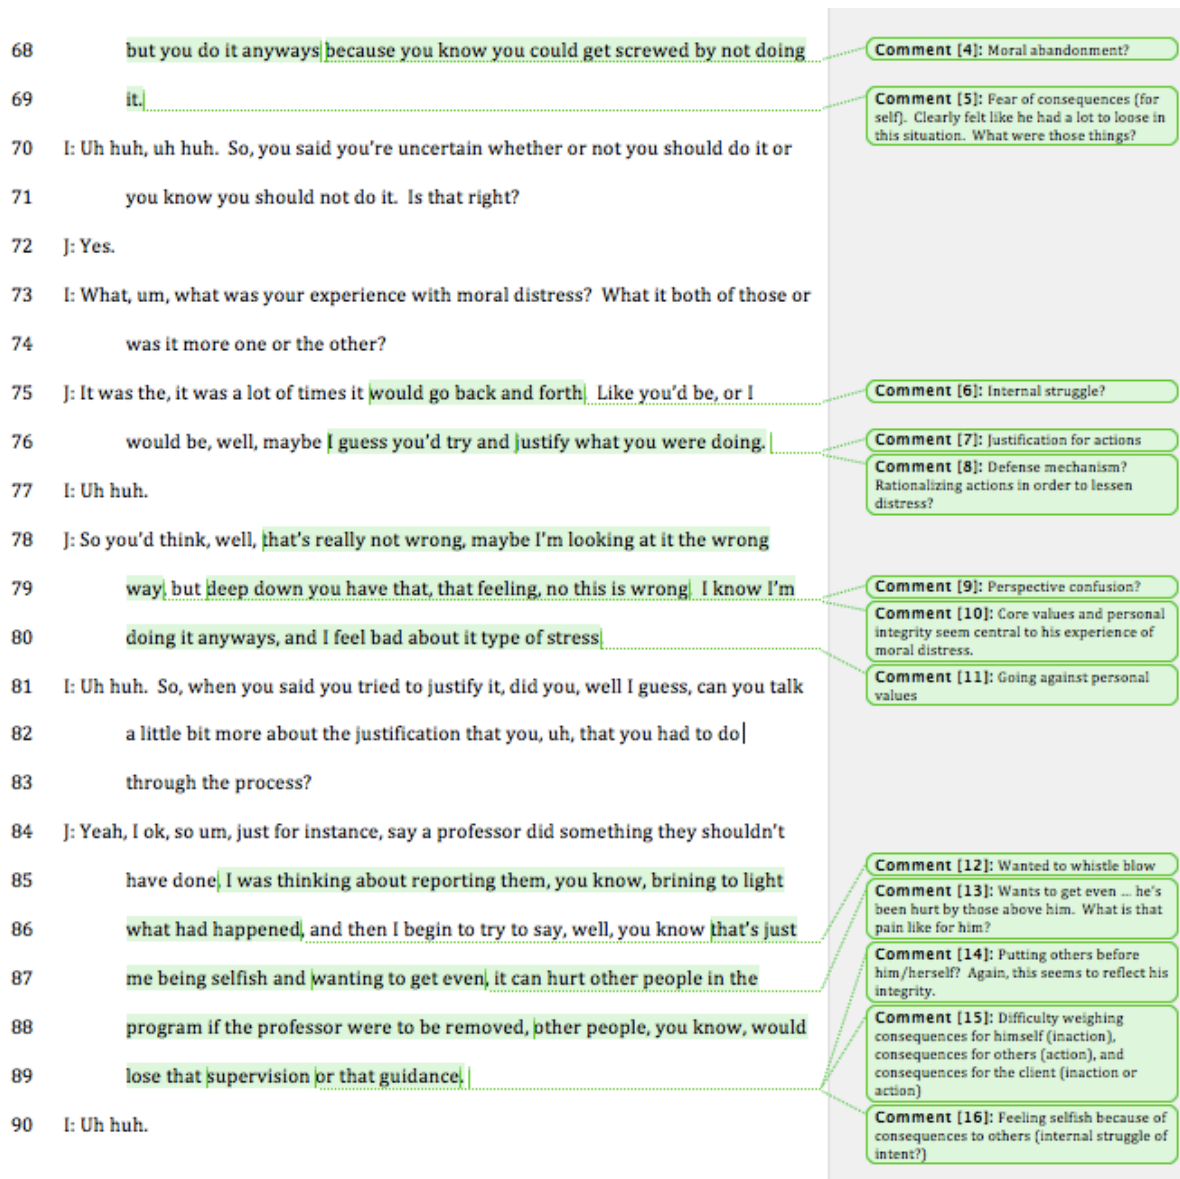 68 but you do it anyways because you know you could get screwed by not doing
69 it.
70 I: Uh huh, uh huh.  So, you said you're uncertain whether or not you should do it or
71 you know you should not do it.  Is that right?
72 J: Yes.
73 I: What, um, what was your experience with moral distress?  What it both of those or
74 was it more one or the other?
75 J: It was the, it was a lot of times it would go back and forth.  Like you'd be, or I
76 would be, well, maybe I guess you'd try and justify what you were doing.
77 I: Uh huh.
78 J: So you'd think, well, that's really not wrong, maybe I'm looking at it the wrong
79 way, but deep down you have that, that feeling, no this is wrong.  I know I'm
80 doing it anyways, and I feel bad about it type of stress.
81 I: Uh huh.  So, when you said you tried to justify it, did you, well I guess, can you talk
82 a little bit more about the justification that you, uh, that you had to do
83 through the process?
84 J: Yeah, I ok, so um, just for instance, say a professor did something they shouldn't
85 have done, I was thinking about reporting them, you know, brining to light
86 what had happened, and then I begin to try to say, well, you know that's just
87 me being selfish and wanting to get even, it can hurt other people in the
88 program if the professor were to be removed, other people, you know, would
89 lose that supervision or that guidance.
90 I: Uh huh.
Comment [4]: Moral abandonment?
Comment [5]: Fear of consequences (for
self).  Clearly felt like he had a lot to loose in
this situation.  What were those things?
Comment [6]: Internal struggle?
Comment [7]: Justification for actions
Comment [8]: Defense mechanism?
Rationalizing actions in order to lessen
distress?
Comment [9]: Perspective confusion?
Comment [10]: Core values and personal
integrity seem central to his experience of
moral distress.
Comment [11]: Going against personal
values
Comment [12]: Wanted to whistle blow
Comment [13]: Wants to get even ... he's
been hurt by those above him.  What is that
pain like for him?
Comment [14]: Putting others before
him/herself?  Again, this seems to reflect his
integrity.
Comment [15]: Difficulty weighing
consequences for himself (inaction),
consequences for others (action), and
consequences for the client (inaction or
action)
Comment [16]: Feeling selfish because of
consequences to others (internal struggle of
intent?)